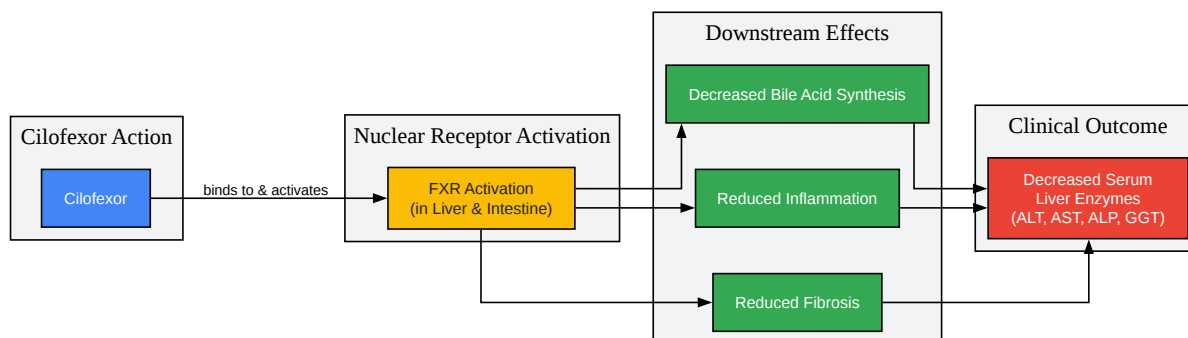 Cilofexor Action
Cilofexor
binds to & activates
Nuclear Receptor Activation
FXR Activation
(in Liver & Intestine)
Downstream Effects
Decreased Bile Acid Synthesis
Reduced Inflammation
Reduced Fibrosis
Clinical Outcome
Decreased Serum
Liver Enzymes
(ALT, AST, ALP, GGT)